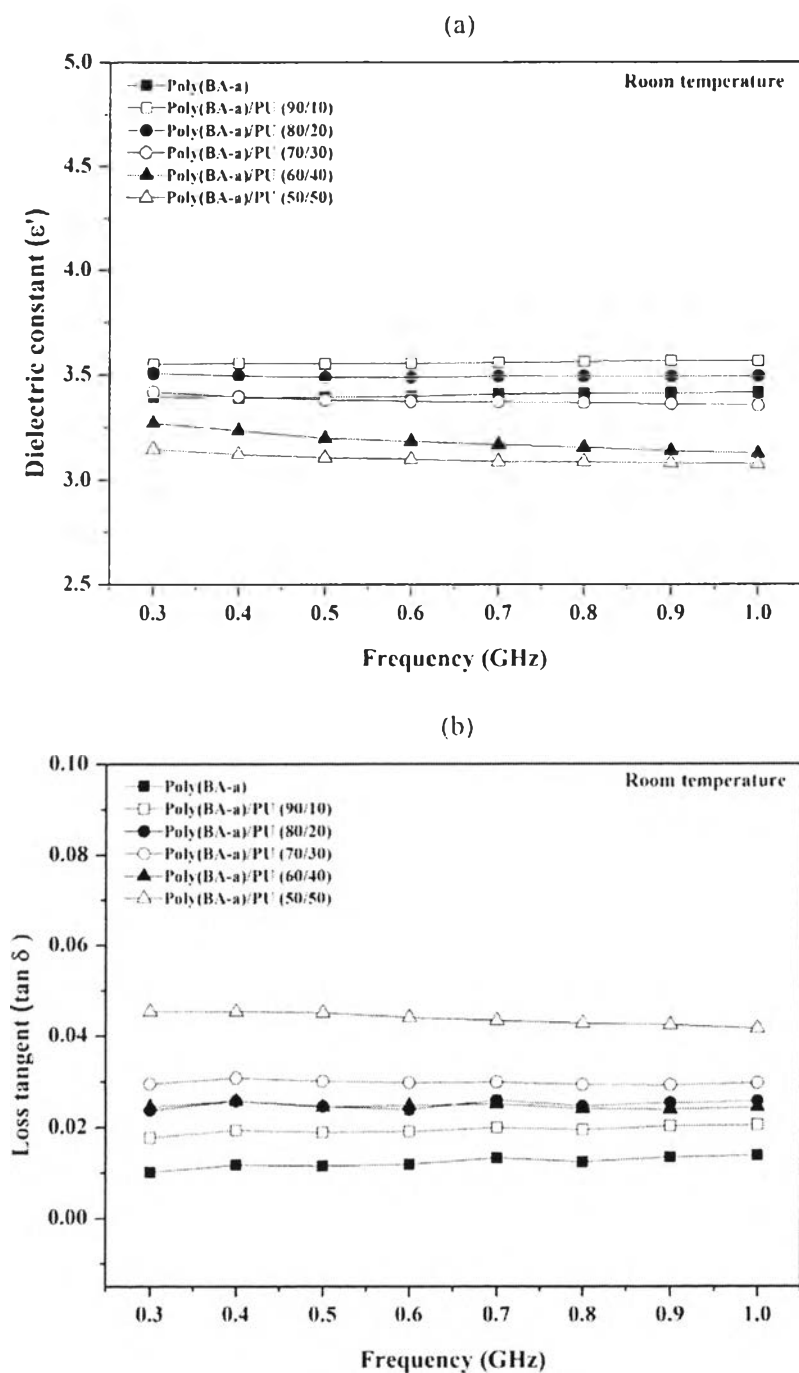 (a)
5.0
4.5
4.0
3.5
3.0
2.5
Dielectric constant (ε')
Poly(BA-a)
Poly(BA-a)/PU (90/10)
Poly(BA-a)/PU (80/20)
Poly(BA-a)/PU (70/30)
Poly(BA-a)/PU (60/40)
Poly(BA-a)/PU (50/50)
Room temperature
0.3 0.4 0.5 0.6 0.7 0.8 0.9 1.0
Frequency (GHz)
(b)
0.10
0.08
0.06
0.04
0.02
0.00
Loss tangent (tan δ )
Poly(BA-a)
Poly(BA-a)/PU (90/10)
Poly(BA-a)/PU (80/20)
Poly(BA-a)/PU (70/30)
Poly(BA-a)/PU (60/40)
Poly(BA-a)/PU (50/50)
Room temperature
0.3 0.4 0.5 0.6 0.7 0.8 0.9 1.0
Frequency (GHz)